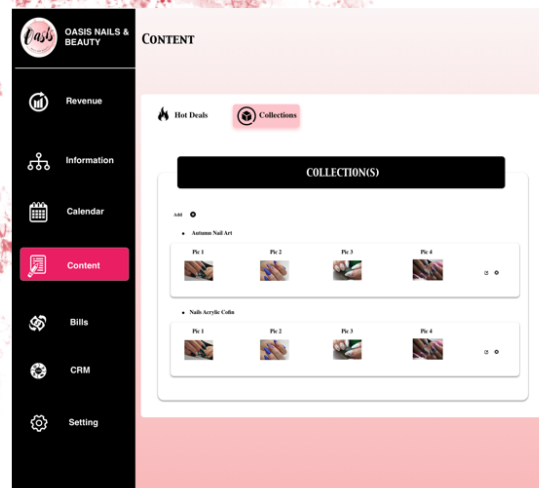 Oasis
OASIS NAILS &
BEAUTY
CONTENT
Revenue
Information
Calendar
Content
Bills
CRM
Setting
Hot Deals
Collections
COLLECTION(S)
Add
Autumn Nail Art
Pic 1 Pic 2 Pic 3 Pic 4
Nails Acrylic Colin
Pic 1 Pic 2 Pic 3 Pic 4